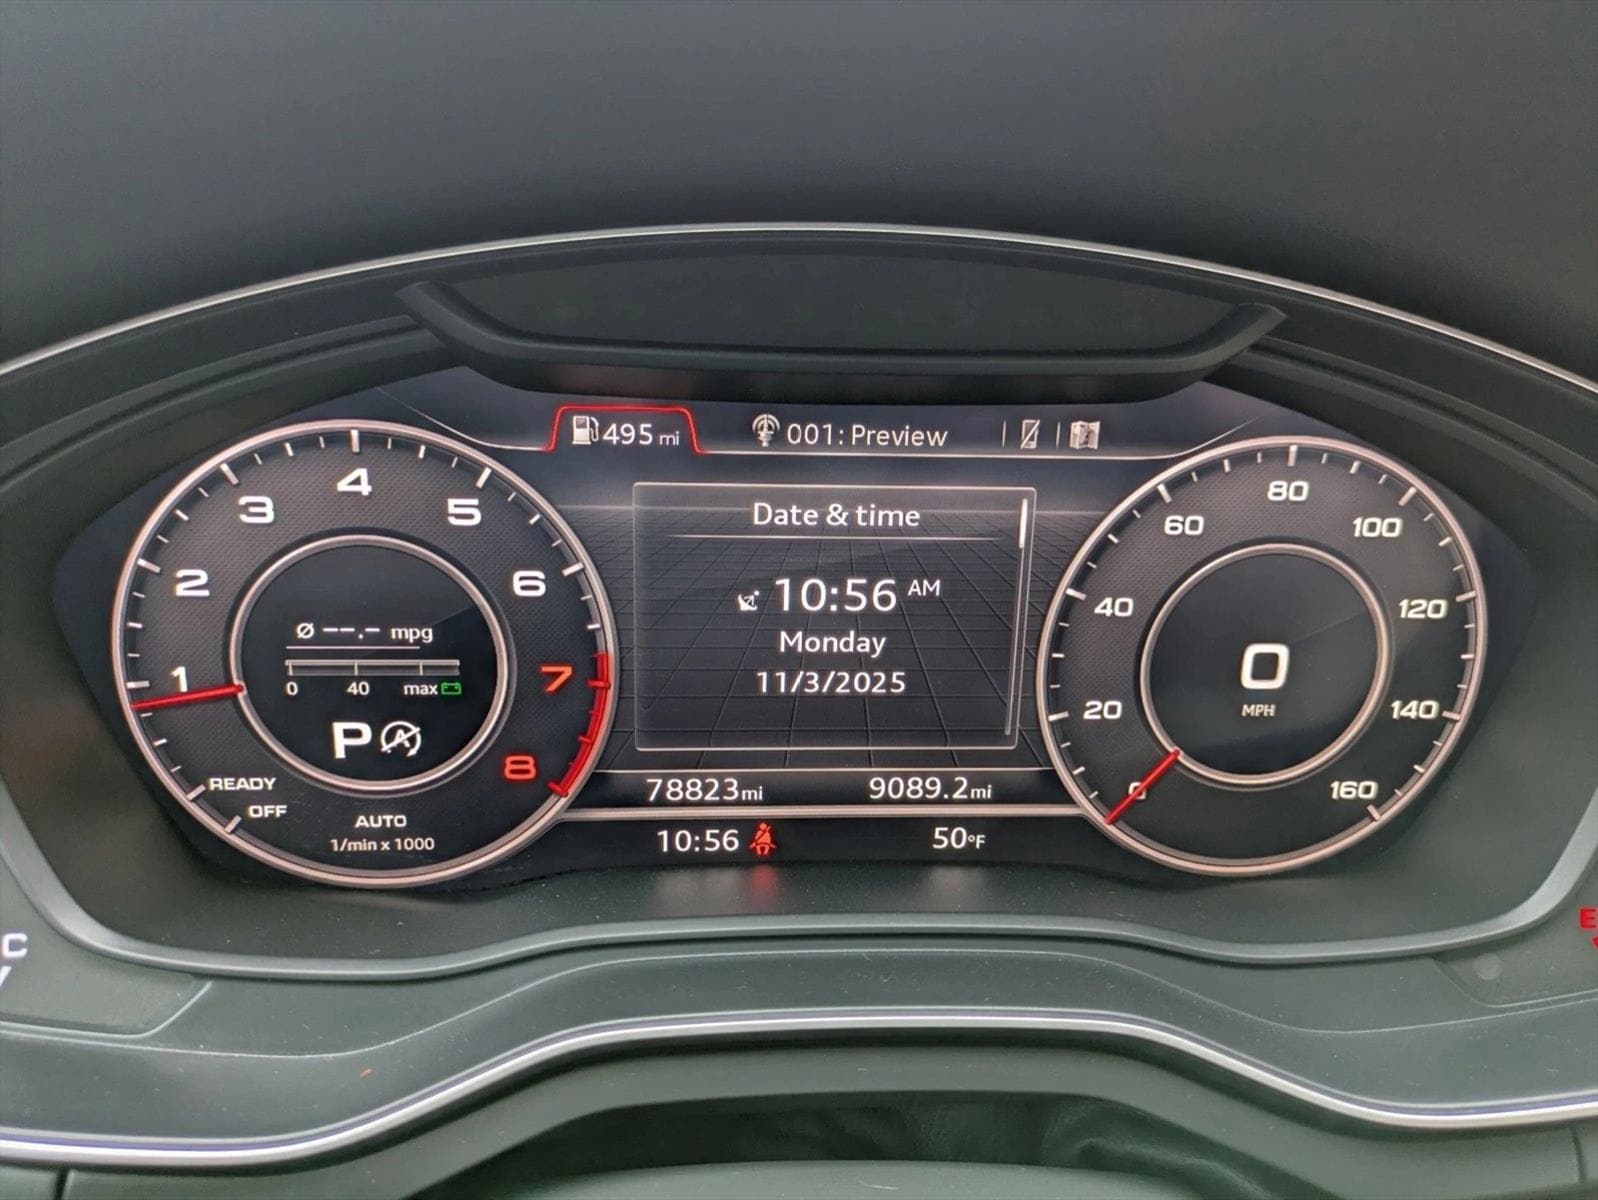 495 mi
001: Preview
Date & time
10:56 AM
Monday
11/3/2025
78823mi
9089.2mi
10:56
50°F
1
2
3
4
5
6
7
8
Ø --.- mpg
0 40 max
P A
READY
OFF
AUTO
1/min x 1000
0
20
40
60
80
100
120
140
160
0
MPH
C
E